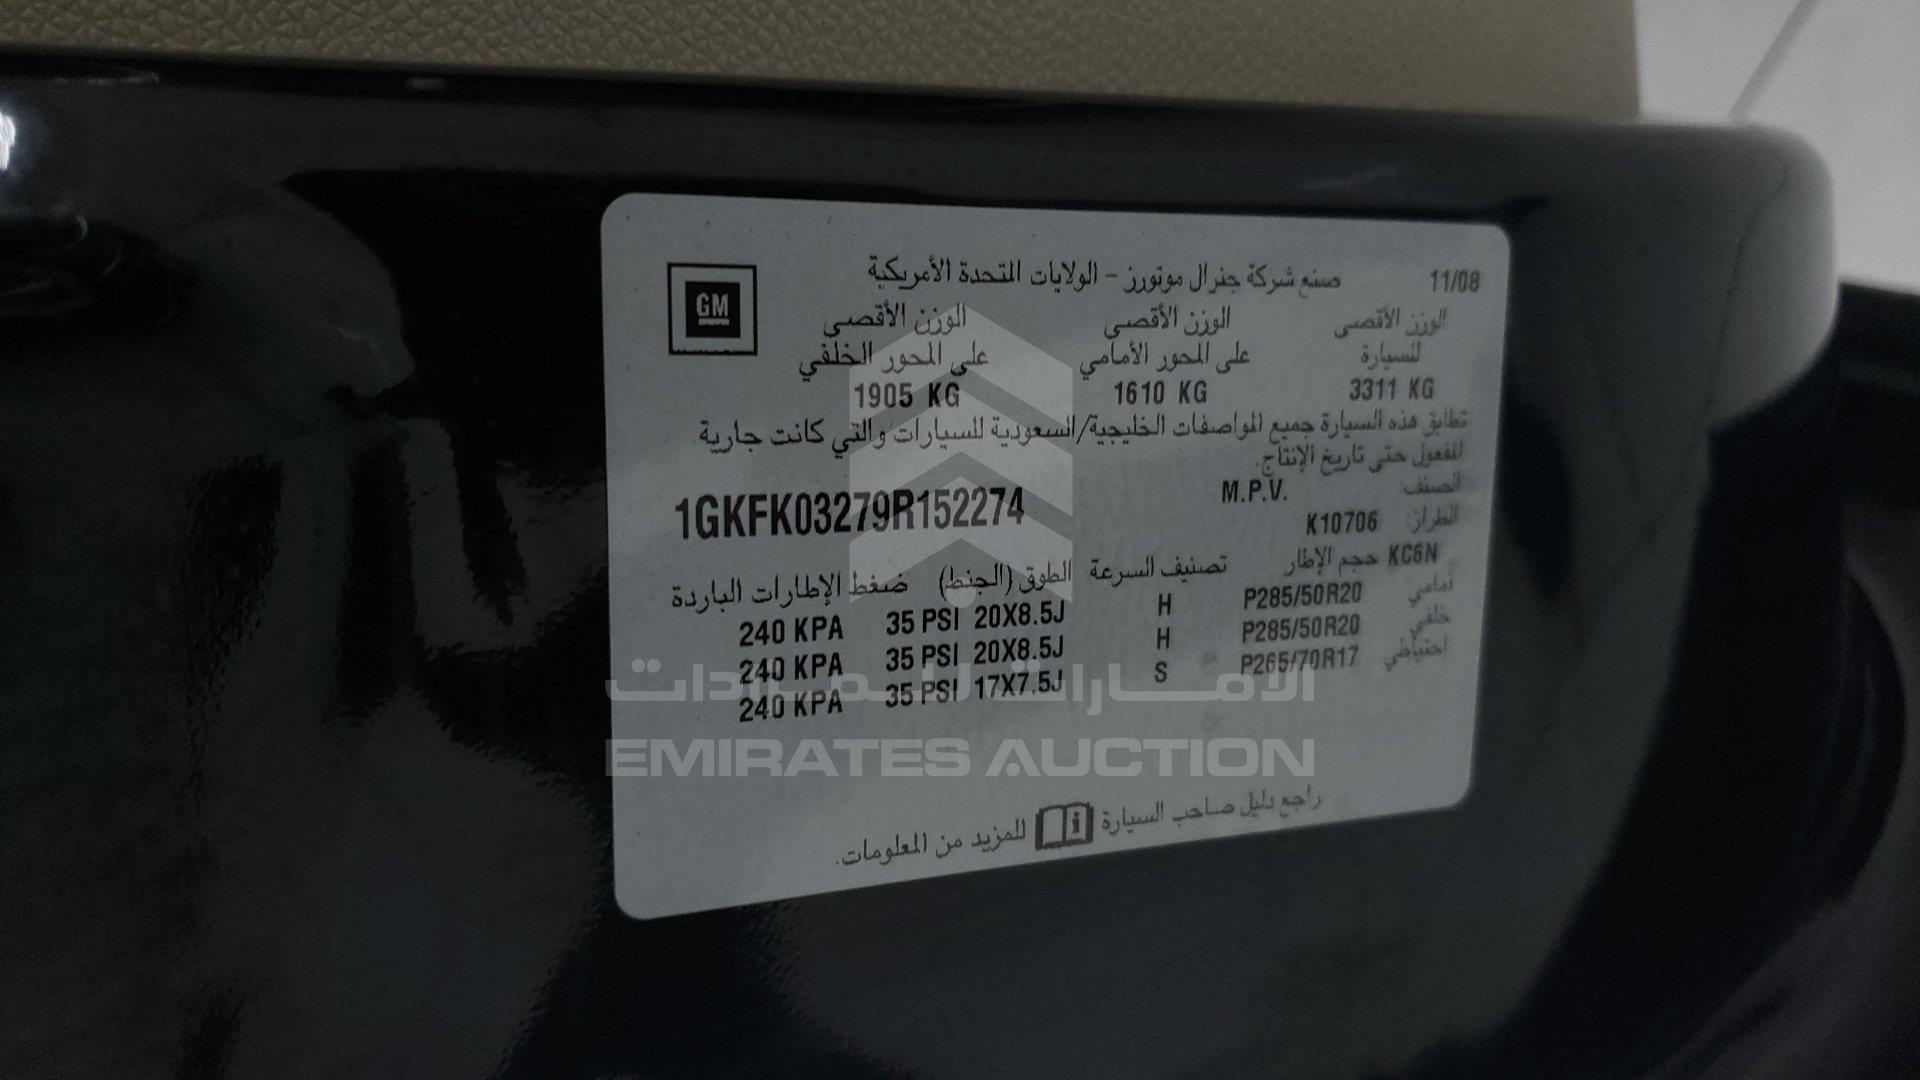 GM
صنع شركة جنرال موتورز - الولايات المتحدة الأمريكية 11/08
الوزن الأقصى الوزن الأقصى الوزن الأقصى
للسيارة على المحور الأمامي على المحور الخلفي
3311 KG 1610 KG 1905 KG
تطابق هذه السيارة جميع المواصفات الخليجية/السعودية للسيارات والتي كانت جارية
المفعول حتى تاريخ الإنتاج.
الصنف: M.P.V.
1GKFK03279R152274
الطراز: K10706
KC6N حجم الإطار تصنيف السرعة الطوق (الجنط) ضغط الإطارات الباردة
أمامي P285/50R20 H 20X8.5J 35 PSI 240 KPA
خلفي P285/50R20 H 20X8.5J 35 PSI 240 KPA
احتياطي P265/70R17 S 17X7.5J 35 PSI 240 KPA
الامارات للمزادات
EMIRATES AUCTION
راجع دليل صاحب السيارة للمزيد من المعلومات.